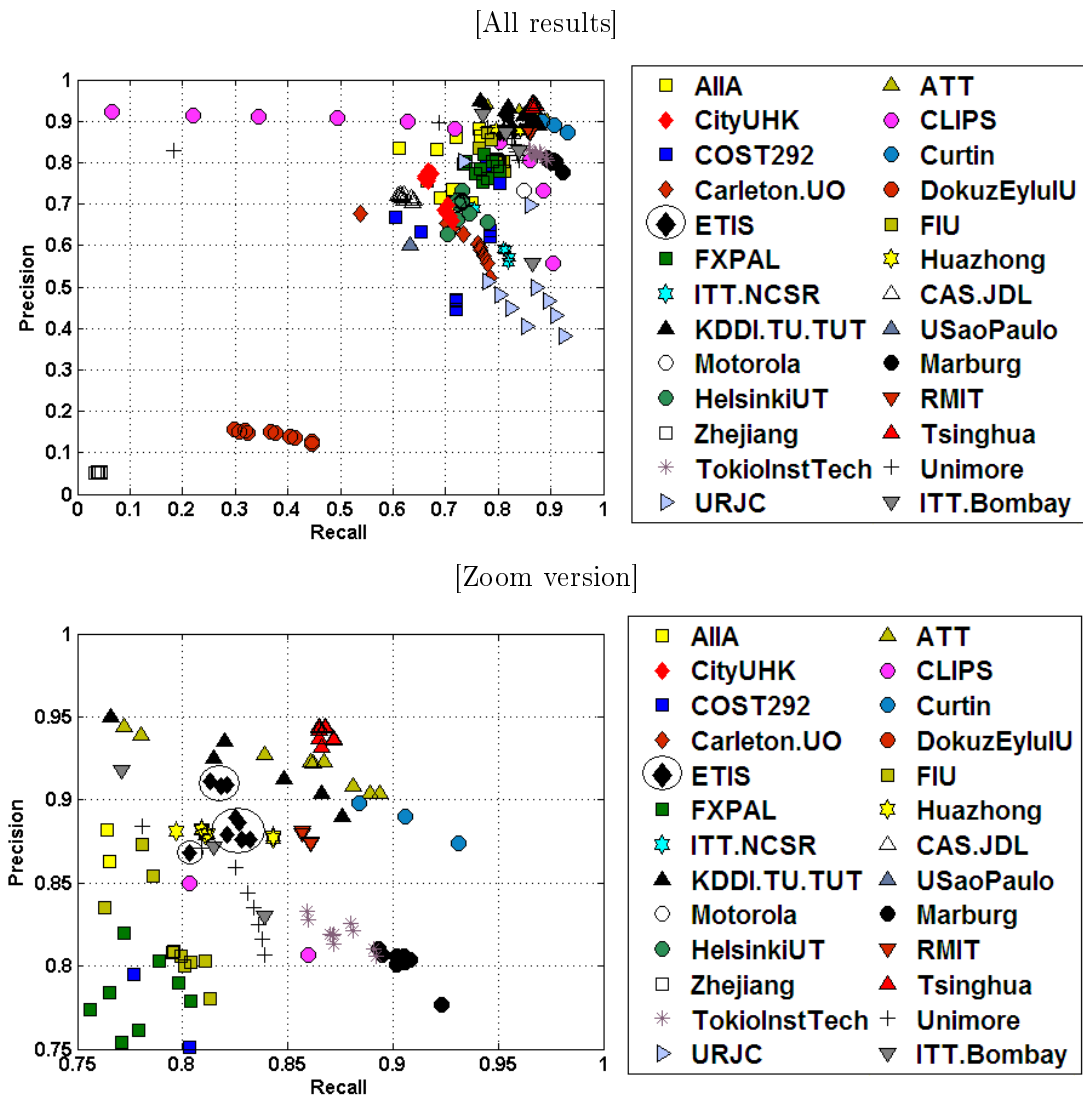 [All results]
1
0.9
0.8
0.7
0.6
0.5
0.4
0.3
0.2
0.1
0
Precision
0 0.1 0.2 0.3 0.4 0.5 0.6 0.7 0.8 0.9 1
Recall
AIIA ATT
CityUHK CLIPS
COST292 Curtin
Carleton.UO DokuzEylulU
ETIS FIU
FXPAL Huazhong
ITT.NCSR CAS.JDL
KDDI.TU.TUT USaoPaulo
Motorola Marburg
HelsinkiUT RMIT
Zhejiang Tsinghua
TokioInstTech Unimore
URJC ITT.Bombay
[Zoom version]
1
0.95
0.9
0.85
0.8
0.75
Precision
0.75 0.8 0.85 0.9 0.95 1
Recall
AIIA ATT
CityUHK CLIPS
COST292 Curtin
Carleton.UO DokuzEylulU
ETIS FIU
FXPAL Huazhong
ITT.NCSR CAS.JDL
KDDI.TU.TUT USaoPaulo
Motorola Marburg
HelsinkiUT RMIT
Zhejiang Tsinghua
TokioInstTech Unimore
URJC ITT.Bombay